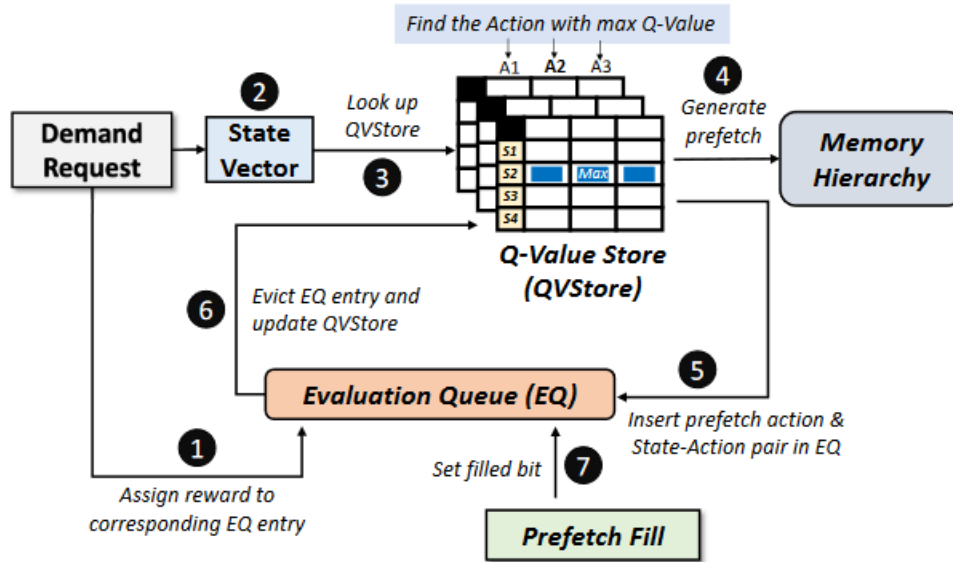 Find the Action with max Q-Value
A1 A2 A3
2
4
Look up
QVStore
Generate
prefetch
Demand
Request
State
Vector
3
S1
S2 Max
S3
S4
Memory
Hierarchy
Q-Value Store
(QVStore)
6
Evict EQ entry and
update QVStore
5
Evaluation Queue (EQ)
Insert prefetch action &
State-Action pair in EQ
1
Assign reward to
corresponding EQ entry
Set filled bit
7
Prefetch Fill